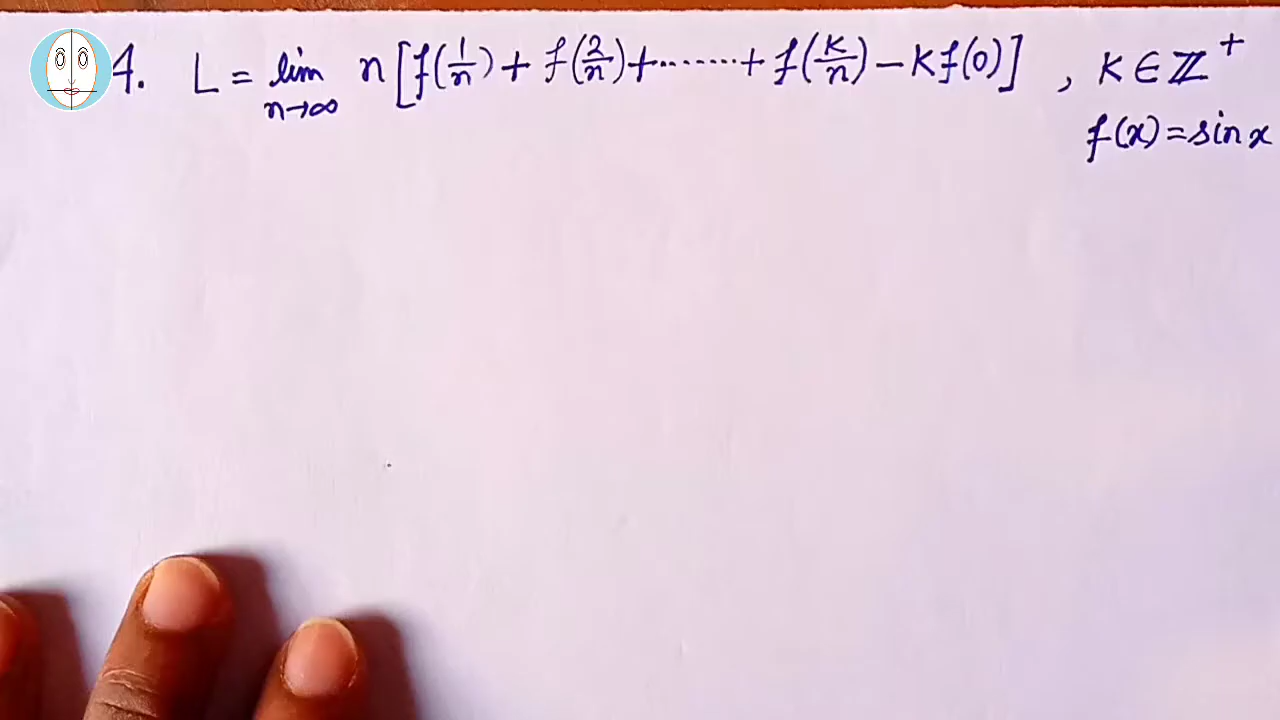 4. L = lim n→∞ n[f(1/n) + f(2/n) + ........ + f(K/n) – Kf(0)] , K ∈ ℤ⁺
f(x) = sin x